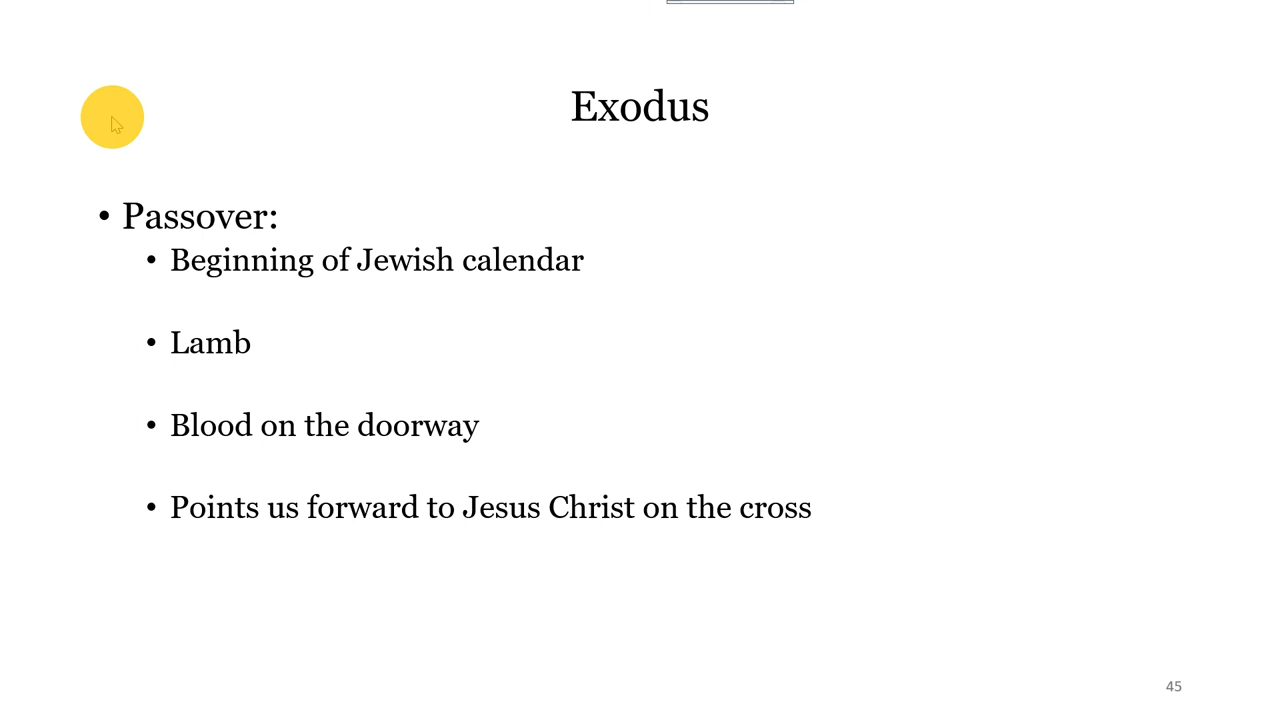 Exodus
• Passover:
• Beginning of Jewish calendar
• Lamb
• Blood on the doorway
• Points us forward to Jesus Christ on the cross
45